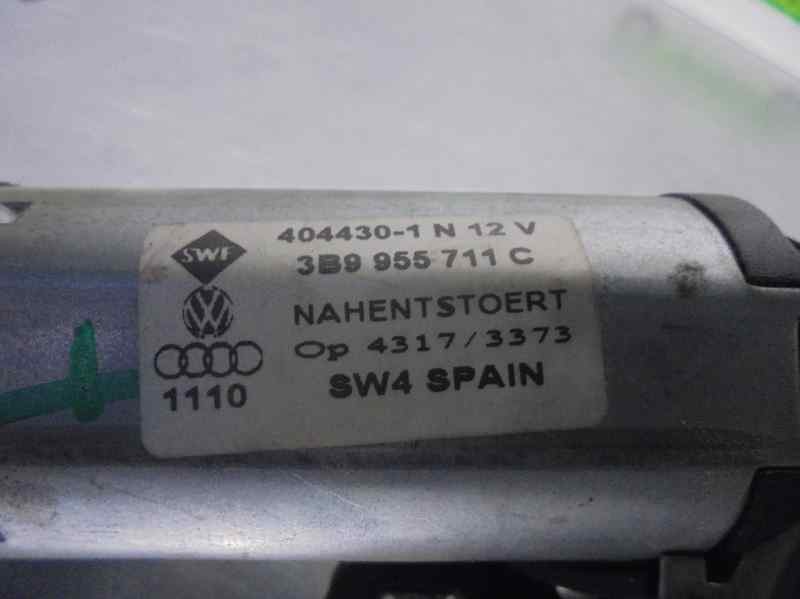 SWF
404430-1 N 12 V
3B9 955 711 C
NAHENTSTOERT
Op 4317/3373
1110
SW4 SPAIN